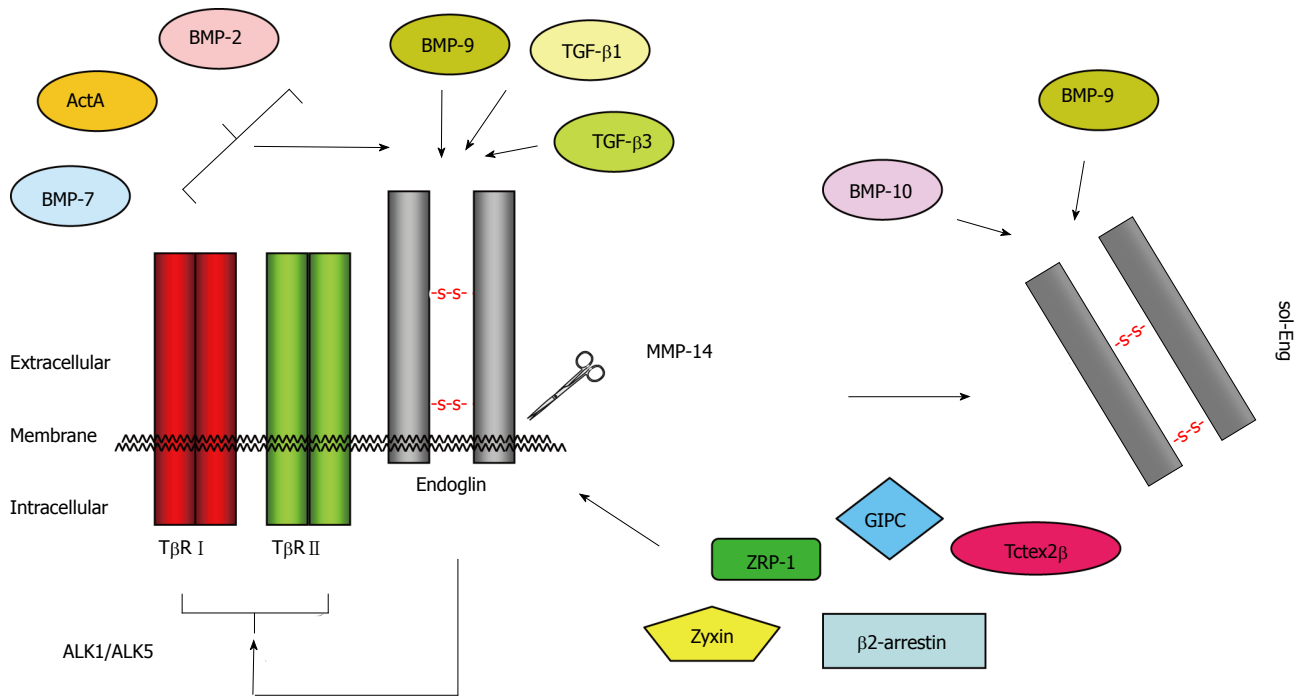 BMP-2
BMP-9
TGF-β1
ActA
BMP-9
TGF-β3
BMP-7
BMP-10
-s-s-
sol-Eng
-s-s-
MMP-14
Extracellular
-s-s-
Membrane
-s-s-
Endoglin
Intracellular
GIPC
TβR I
TβR II
ZRP-1
Tctex2β
Zyxin
β2-arrestin
ALK1/ALK5